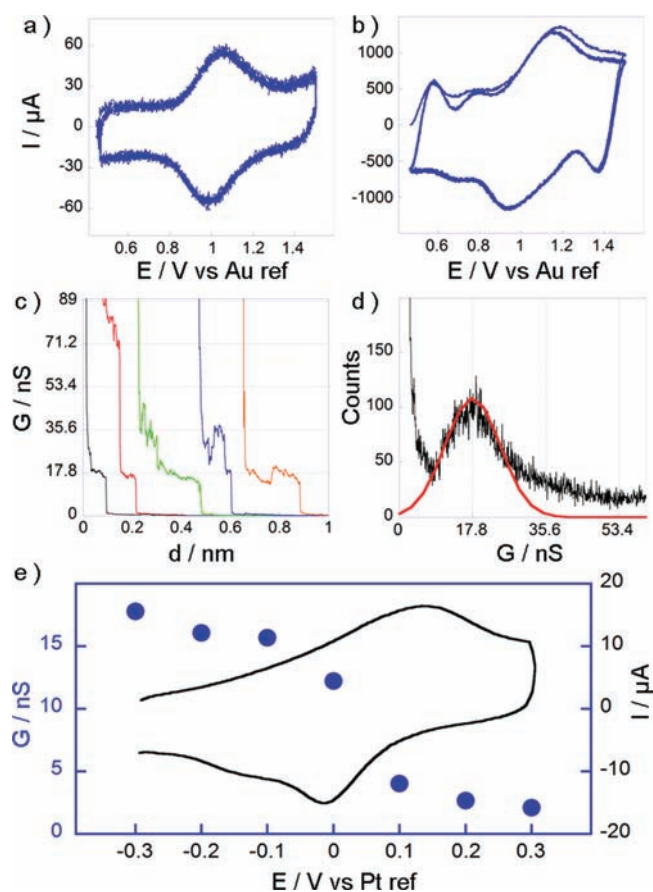 a )
b )
60
30
0
-30
-60
I / µA
0.6 0.8 1 1.2 1.4
E / V vs Au ref
1000
500
0
-500
-1000
0.6 0.8 1 1.2 1.4
E / V vs Au ref
c )
89
71.2
53.4
35.6
17.8
0
G / nS
0 0.2 0.4 0.6 0.8 1
d / nm
d )
150
100
50
0
Counts
0 17.8 35.6 53.4
G / nS
e )
15
10
5
0
G / nS
20
10
0
-10
-20
I / µA
-0.3 -0.2 -0.1 0 0.1 0.2 0.3
E / V vs Pt ref